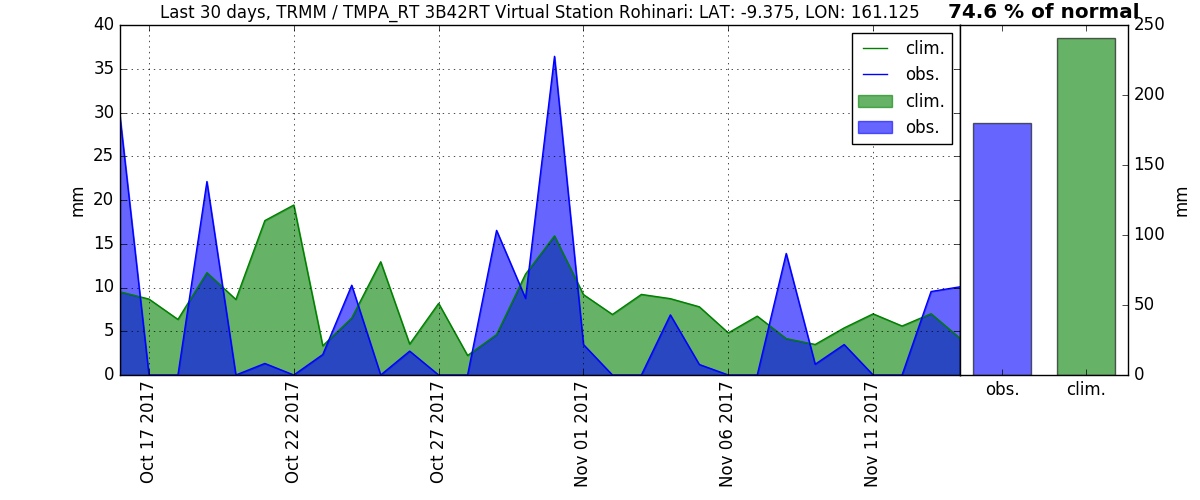 Last 30 days, TRMM / TMPA_RT 3B42RT Virtual Station Rohinari: LAT: -9.375, LON: 161.125
74.6 % of normal
40
35
30
25
20
15
10
5
0
mm
clim.
obs.
clim.
obs.
Oct 17 2017
Oct 22 2017
Oct 27 2017
Nov 01 2017
Nov 06 2017
Nov 11 2017
250
200
150
100
50
0
mm
obs.
clim.